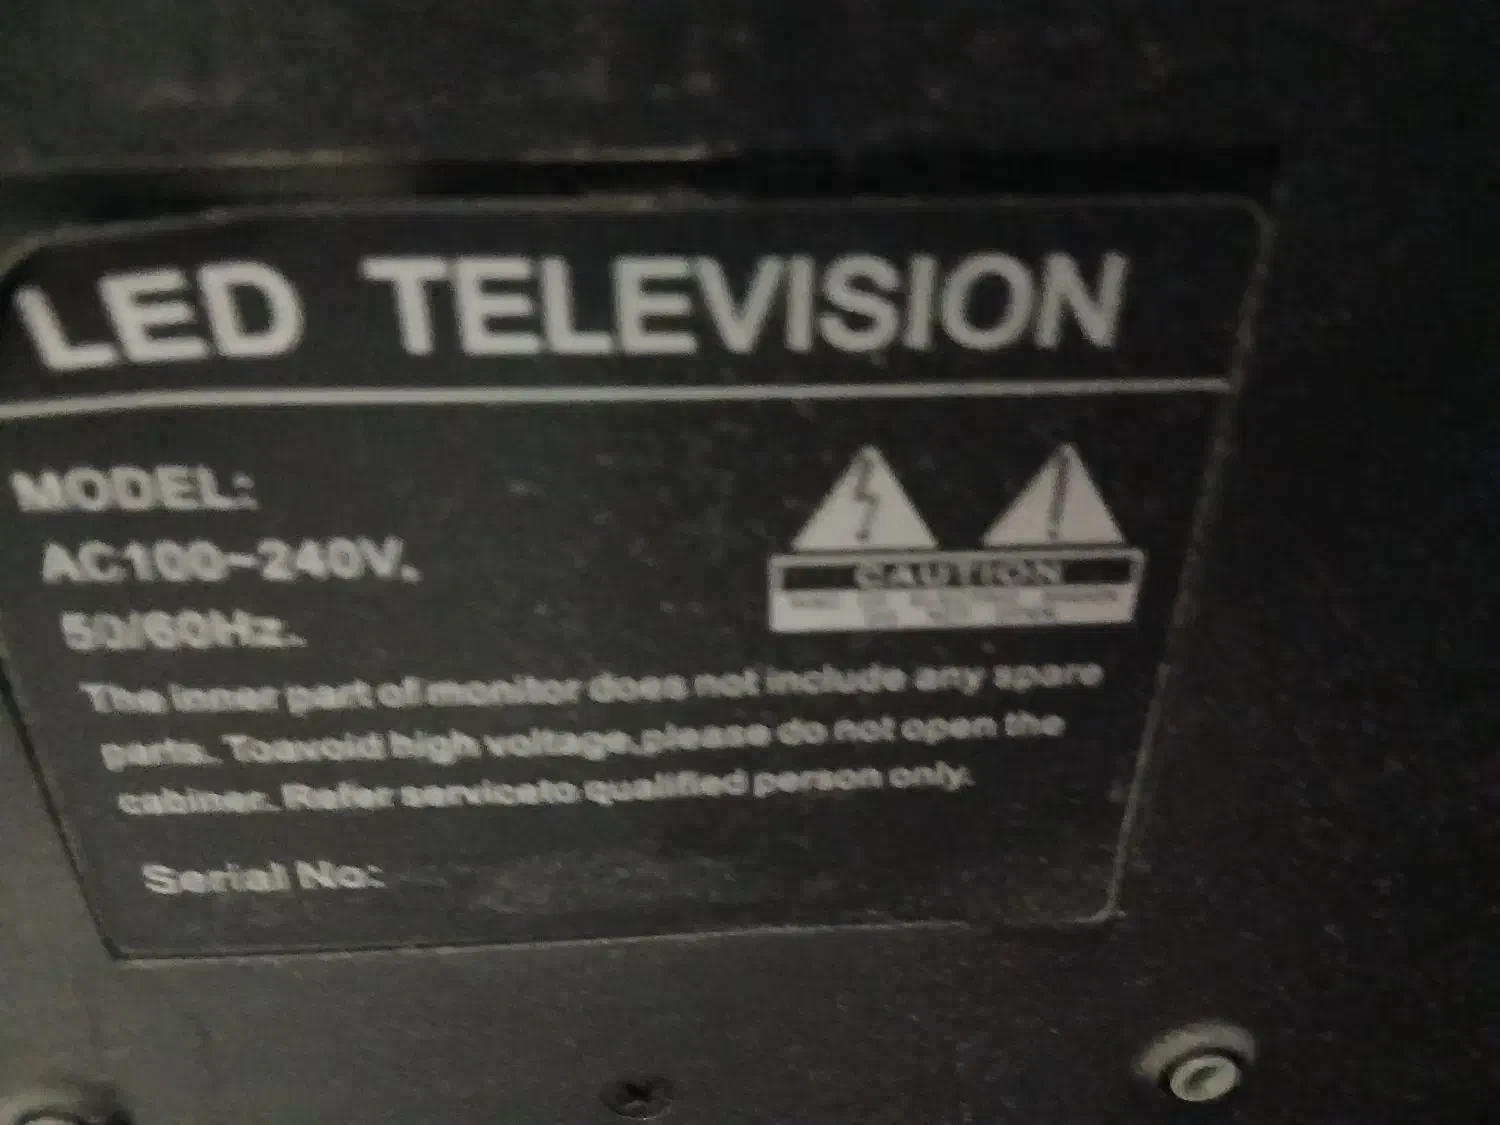 LED TELEVISION
MODEL:
AC100~240V.
50/60Hz.
CAUTION
The inner part of monitor does not include any spare
parts. Toavoid high voltage,please do not open the
cabiner. Refer serviceto qualified person only.
Serial No: